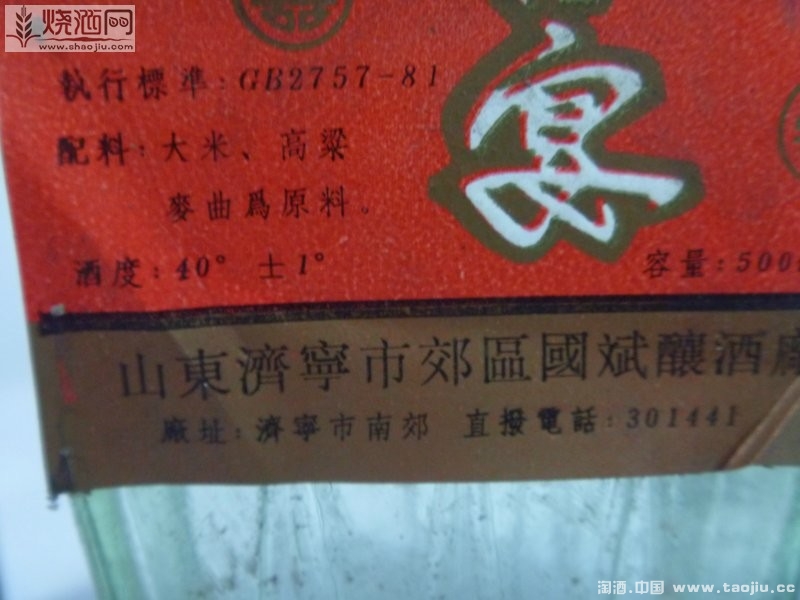 烧酒网
www.shaojiu.com
宴
執行標準:GB2757-81
配料:大米、高粱
麥曲爲原料。
酒度:40° ±1°
容量:500
山東濟寧市郊區國斌釀酒廠
廠址:濟寧市南郊 直撥電話:301441
淘酒.中国 www.taojiu.cc